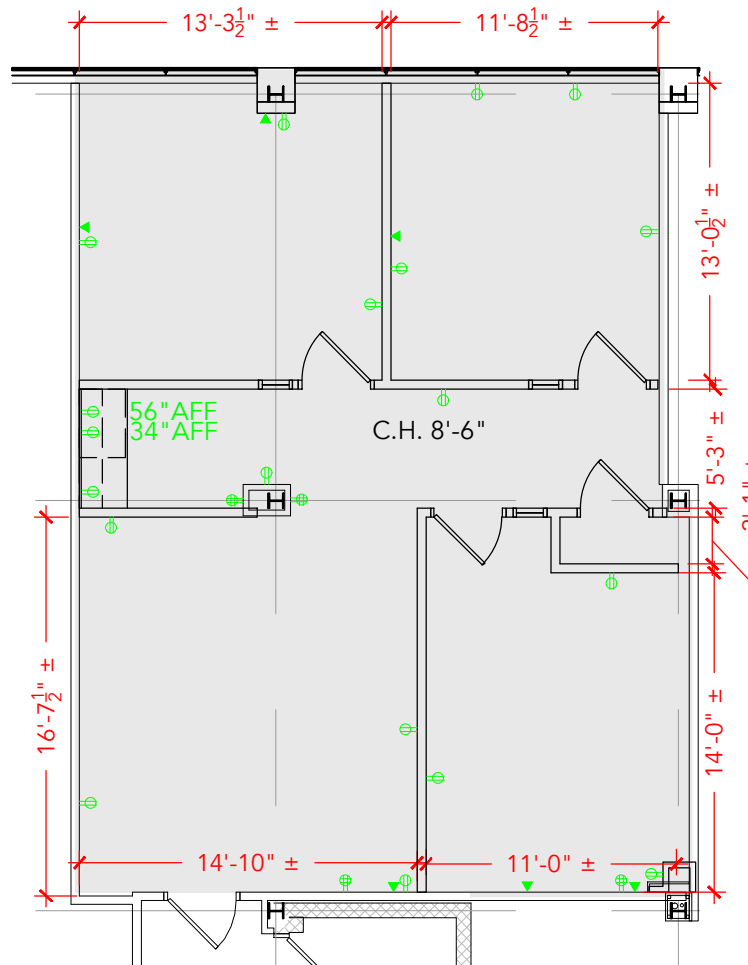 13'-3½" ±
11'-8½" ±
13'-0½" ±
56"AFF
34"AFF
C.H. 8'-6"
5'-3" ±
16'-7½" ±
14'-0" ±
14'-10" ±
11'-0" ±